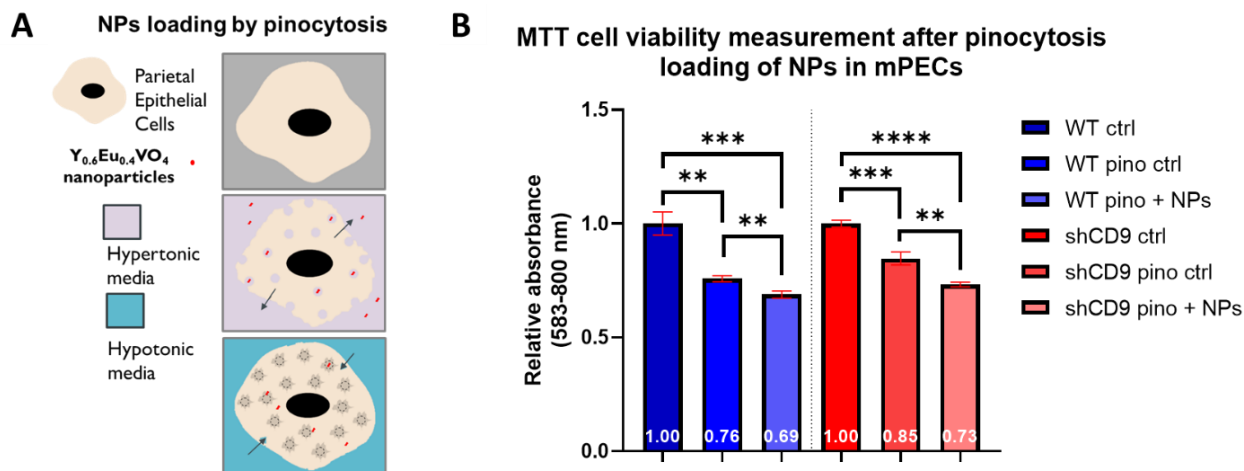 A
NPs loading by pinocytosis
Parietal
Epithelial
Cells
Y0.6Eu0.4VO4
nanoparticles
Hypertonic
media
Hypotonic
media
B
MTT cell viability measurement after pinocytosis
loading of NPs in mPECs
Relative absorbance
(583-800 nm)
1.5
1.0
0.5
0.0
*** ****
** ***
** **
1.00 0.76 0.69 1.00 0.85 0.73
WT ctrl
WT pino ctrl
WT pino + NPs
shCD9 ctrl
shCD9 pino ctrl
shCD9 pino + NPs